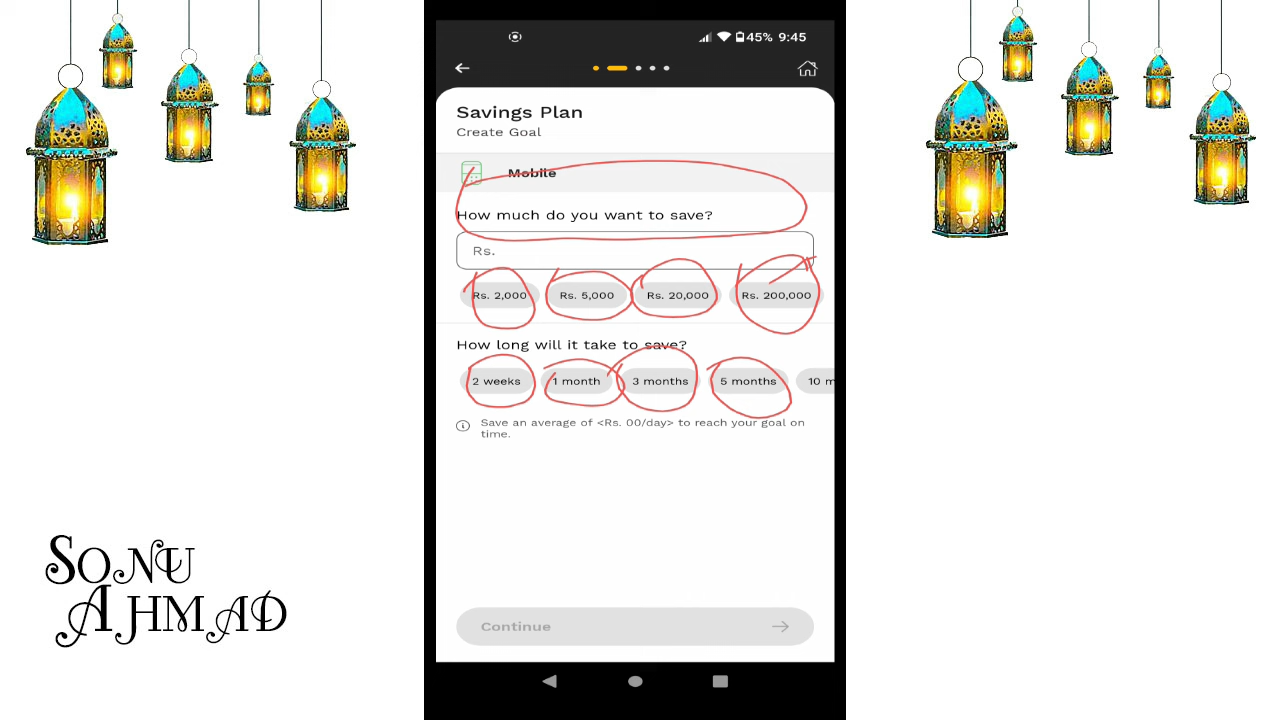 45% 9:45
Savings Plan
Create Goal
Mobile
How much do you want to save?
Rs.
Rs. 2,000 Rs. 5,000 Rs. 20,000 Rs. 200,000
How long will it take to save?
2 weeks 1 month 3 months 5 months 10 m
Save an average of <Rs. 00/day> to reach your goal on
time.
Continue
SONU
AHMAD